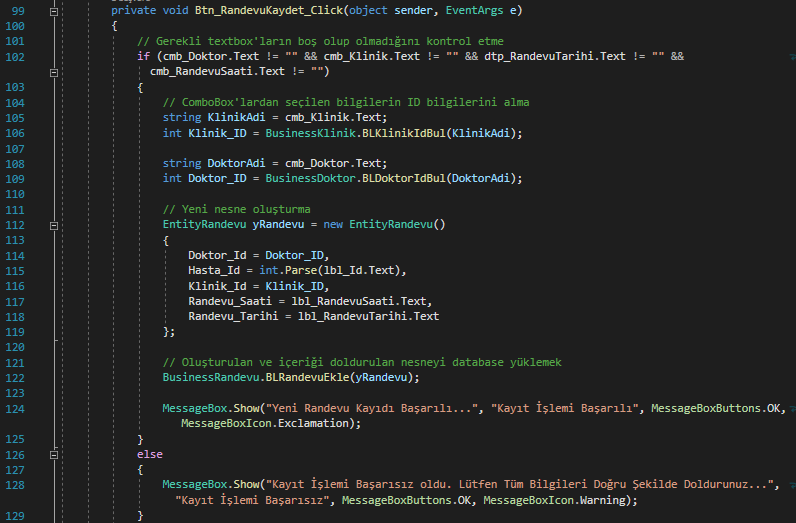 99 private void Btn_RandevuKaydet_Click(object sender, EventArgs e)
100 {
101 // Gerekli textbox'ların boş olup olmadığını kontrol etme
102 if (cmb_Doktor.Text != "" && cmb_Klinik.Text != "" && dtp_RandevuTarihi.Text != "" &&
cmb_RandevuSaati.Text != "")
103 {
104 // ComboBox'lardan seçilen bilgilerin ID bilgilerini alma
105 string KlinikAdi = cmb_Klinik.Text;
106 int Klinik_ID = BusinessKlinik.BLKlinikIdBul(KlinikAdi);
107
108 string DoktorAdi = cmb_Doktor.Text;
109 int Doktor_ID = BusinessDoktor.BLDoktorIdBul(DoktorAdi);
110
111 // Yeni nesne oluşturma
112 EntityRandevu yRandevu = new EntityRandevu()
113 {
114 Doktor_Id = Doktor_ID,
115 Hasta_Id = int.Parse(lbl_Id.Text),
116 Klinik_Id = Klinik_ID,
117 Randevu_Saati = lbl_RandevuSaati.Text,
118 Randevu_Tarihi = lbl_RandevuTarihi.Text
119 };
120
121 // Oluşturulan ve içeriği doldurulan nesneyi database yüklemek
122 BusinessRandevu.BLRandevuEkle(yRandevu);
123
124 MessageBox.Show("Yeni Randevu Kayıdı Başarılı...", "Kayıt İşlemi Başarılı", MessageBoxButtons.OK,
MessageBoxIcon.Exclamation);
125 }
126 else
127 {
128 MessageBox.Show("Kayıt İşlemi Başarısız oldu. Lütfen Tüm Bilgileri Doğru Şekilde Doldurunuz...",
"Kayıt İşlemi Başarısız", MessageBoxButtons.OK, MessageBoxIcon.Warning);
129 }